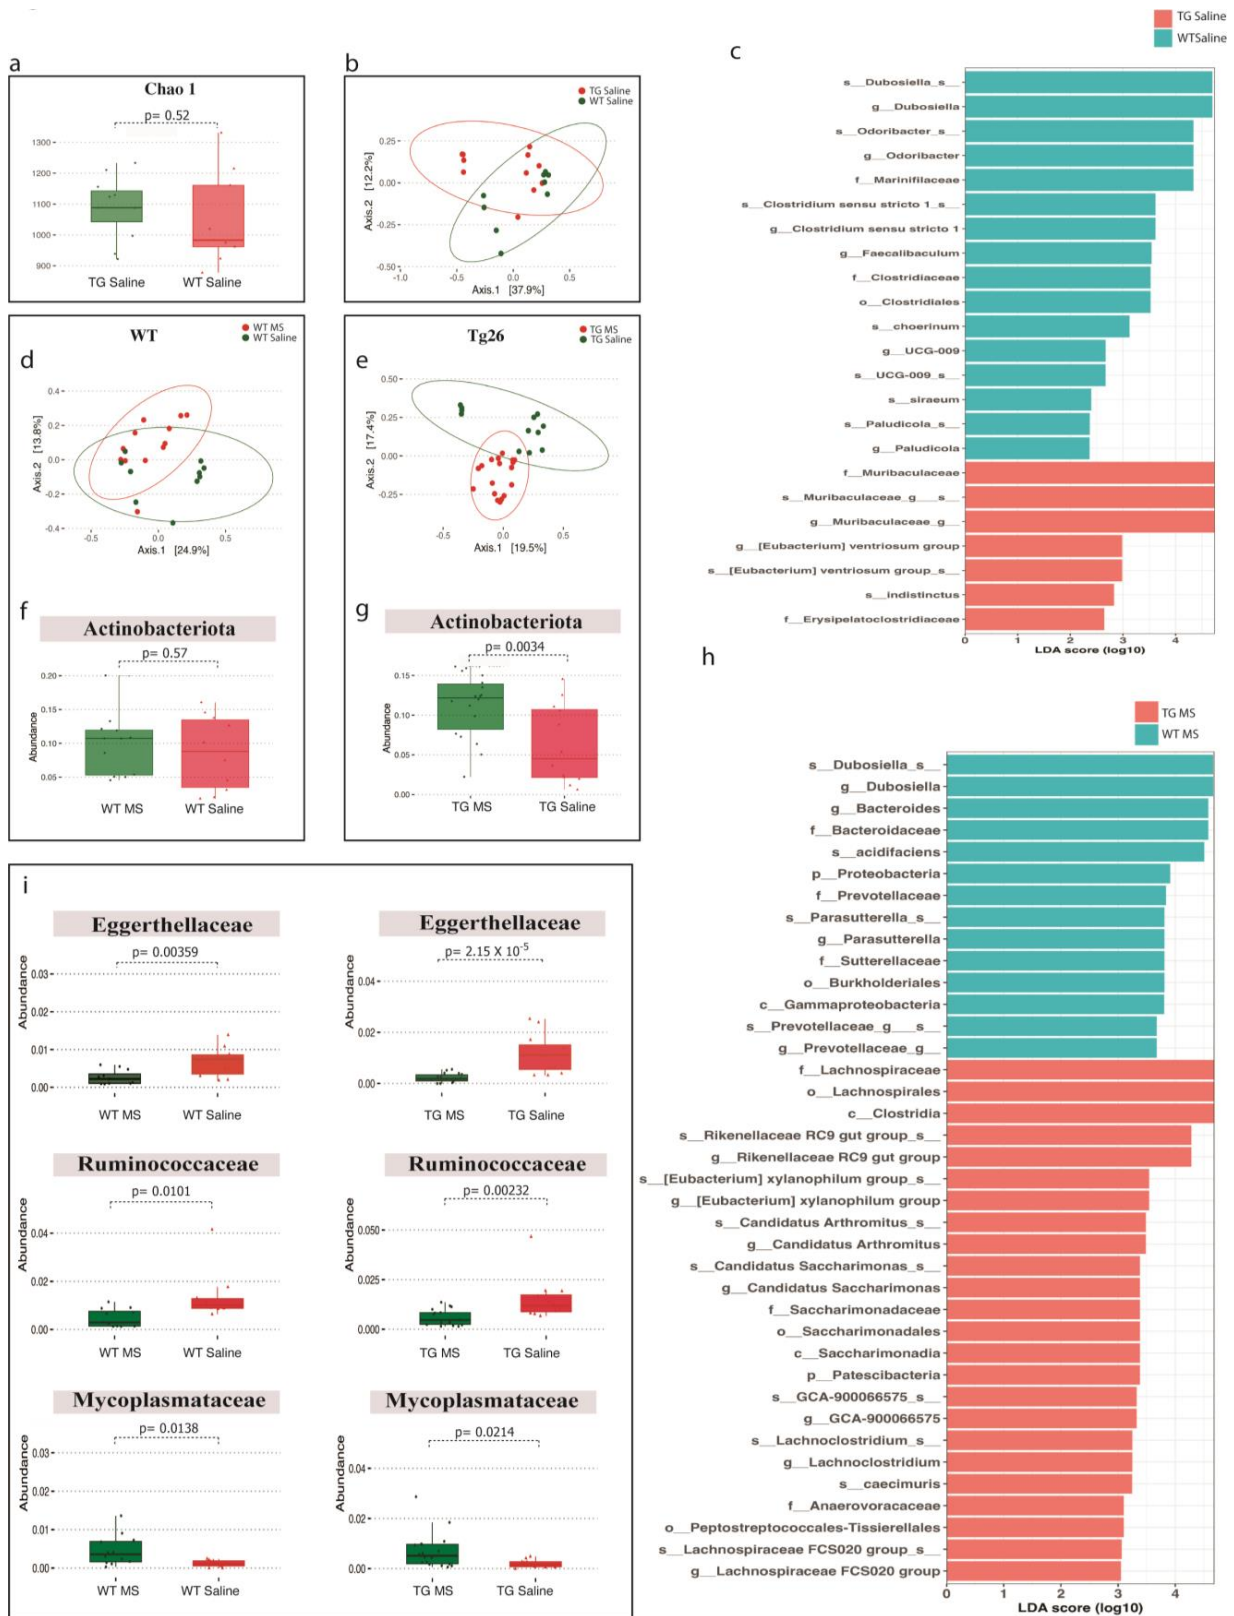 a
Chao 1
p= 0.52
1300
1200
1100
1000
900
TG Saline
WT Saline
b
TG Saline
WT Saline
Axis.2 [12.2%]
0.25
0.00
-0.25
-0.50
-1.0
-0.5
0.0
0.5
Axis.1 [37.9%]
c
TG Saline
WTSaline
s__Dubosiella_s__
g__Dubosiella
s__Odoribacter_s__
g__Odoribacter
f__Marinifilaceae
s__Clostridium sensu stricto 1_s__
g__Clostridium sensu stricto 1
g__Faecalibaculum
f__Clostridiaceae
o__Clostridiales
s__choerinum
g__UCG-009
s__UCG-009_s__
s__siraeum
s__Paludicola_s__
g__Paludicola
f__Muribaculaceae
s__Muribaculaceae_g___s__
g__Muribaculaceae_g__
g__[Eubacterium] ventriosum group
s__[Eubacterium] ventriosum group_s__
s__indistinctus
f__Erysipelatoclostridiaceae
0
1
2
3
4
LDA score (log10)
WT
WT MS
WT Saline
d
Axis.2 [13.8%]
0.4
0.2
0.0
-0.2
-0.4
-0.5
0.0
0.5
Axis.1 [24.9%]
Tg26
TG MS
TG Saline
e
Axis.2 [17.4%]
0.50
0.25
0.00
-0.25
-0.5
0.0
0.5
Axis.1 [19.5%]
f
Actinobacteriota
p= 0.57
Abundance
0.20
0.15
0.10
0.05
WT MS
WT Saline
g
Actinobacteriota
p= 0.0034
Abundance
0.15
0.10
0.05
0.00
TG MS
TG Saline
h
TG MS
WT MS
s__Dubosiella_s__
g__Dubosiella
g__Bacteroides
f__Bacteroidaceae
s__acidifaciens
p__Proteobacteria
f__Prevotellaceae
s__Parasutterella_s__
g__Parasutterella
f__Sutterellaceae
o__Burkholderiales
c__Gammaproteobacteria
s__Prevotellaceae_g___s__
g__Prevotellaceae_g__
f__Lachnospiraceae
o__Lachnospirales
c__Clostridia
s__Rikenellaceae RC9 gut group_s__
g__Rikenellaceae RC9 gut group
s__[Eubacterium] xylanophilum group_s__
g__[Eubacterium] xylanophilum group
s__Candidatus Arthromitus_s__
g__Candidatus Arthromitus
s__Candidatus Saccharimonas_s__
g__Candidatus Saccharimonas
f__Saccharimonadaceae
o__Saccharimonadales
c__Saccharimonadia
p__Patescibacteria
s__GCA-900066575_s__
g__GCA-900066575
s__Lachnoclostridium_s__
g__Lachnoclostridium
s__caecimuris
f__Anaerovoracaceae
o__Peptostreptococcales-Tissierellales
s__Lachnospiraceae FCS020 group_s__
g__Lachnospiraceae FCS020 group
0
1
2
3
4
LDA score (log10)
i
Eggerthellaceae
p= 0.00359
Abundance
0.03
0.02
0.01
0.00
WT MS
WT Saline
Eggerthellaceae
p= 2.15 X 10-5
Abundance
0.04
0.02
0.00
TG MS
TG Saline
Ruminococcaceae
p= 0.0101
Abundance
0.04
0.02
0.00
WT MS
WT Saline
Ruminococcaceae
p= 0.00232
Abundance
0.050
0.025
0.000
TG MS
TG Saline
Mycoplasmataceae
p= 0.0138
Abundance
0.03
0.02
0.01
0.00
WT MS
WT Saline
Mycoplasmataceae
p= 0.0214
Abundance
0.04
0.02
0.00
TG MS
TG Saline